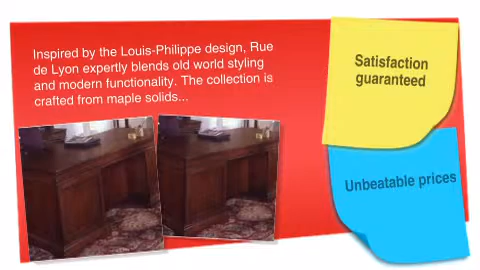 Inspired by the Louis-Philippe design, Rue
de Lyon expertly blends old world styling
and modern functionality. The collection is
crafted from maple solids...
Satisfaction
guaranteed
Unbeatable prices